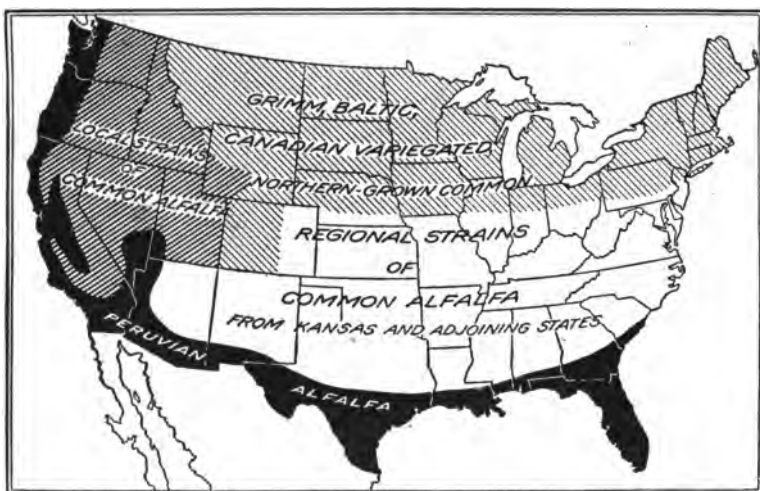 GRIMM, BALTIC,
CANADIAN VARIEGATED
NORTHERN-GROWN COMMON
LOCAL STRAINS
OF
COMMON ALFALFA
REGIONAL STRAINS
OF
COMMON ALFALFA
FROM KANSAS AND ADJOINING STATES
PERUVIAN
ALFALFA